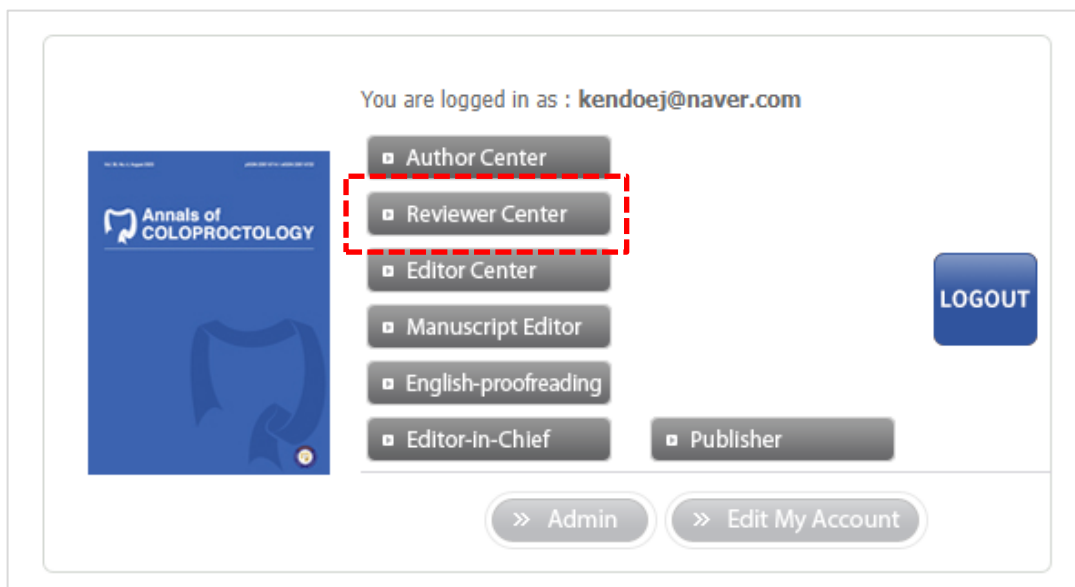 You are logged in as : kendoej@naver.com
Author Center
Annals of
COLOPROCTOLOGY
Reviewer Center
Editor Center
LOGOUT
Manuscript Editor
English-proofreading
Editor-in-Chief
Publisher
» Admin
» Edit My Account